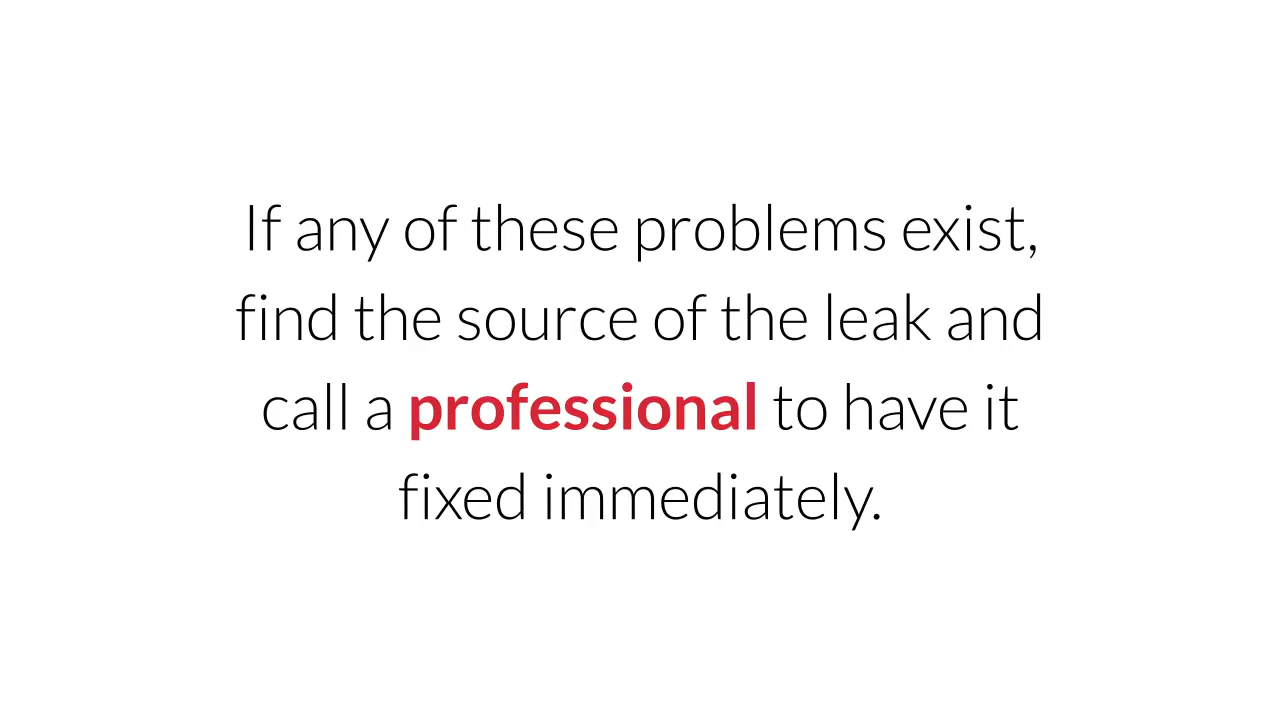 If any of these problems exist,
find the source of the leak and
call a professional to have it
fixed immediately.